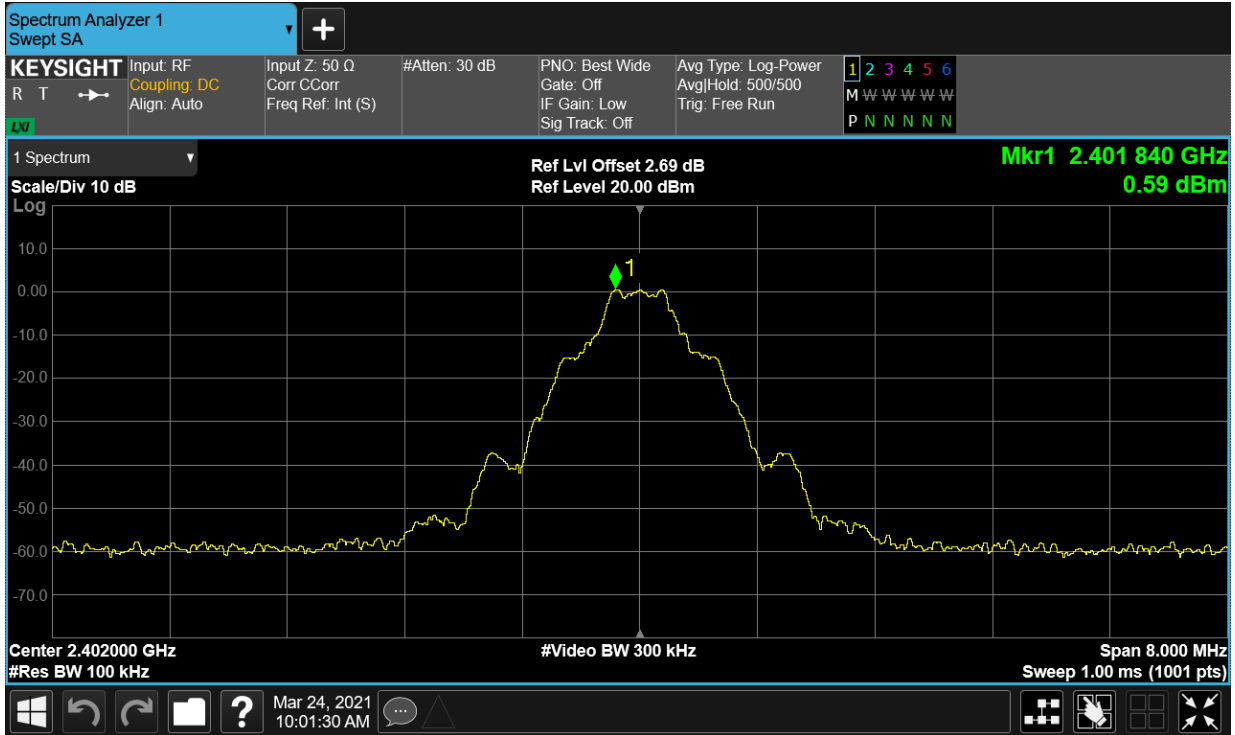 Spectrum Analyzer 1
Swept SA
+
KEYSIGHT
R T
LXI
Input: RF
Coupling: DC
Align: Auto
Input Z: 50 Ω
Corr CCorr
Freq Ref: Int (S)
#Atten: 30 dB
PNO: Best Wide
Gate: Off
IF Gain: Low
Sig Track: Off
Avg Type: Log-Power
Avg|Hold: 500/500
Trig: Free Run
1 2 3 4 5 6
M W W W W W
P N N N N N
1 Spectrum
Scale/Div 10 dB
Log
Ref Lvl Offset 2.69 dB
Ref Level 20.00 dBm
Mkr1 2.401 840 GHz
0.59 dBm
10.0
0.00
-10.0
-20.0
-30.0
-40.0
-50.0
-60.0
-70.0
1
Center 2.402000 GHz
#Res BW 100 kHz
#Video BW 300 kHz
Span 8.000 MHz
Sweep 1.00 ms (1001 pts)
?
Mar 24, 2021
10:01:30 AM